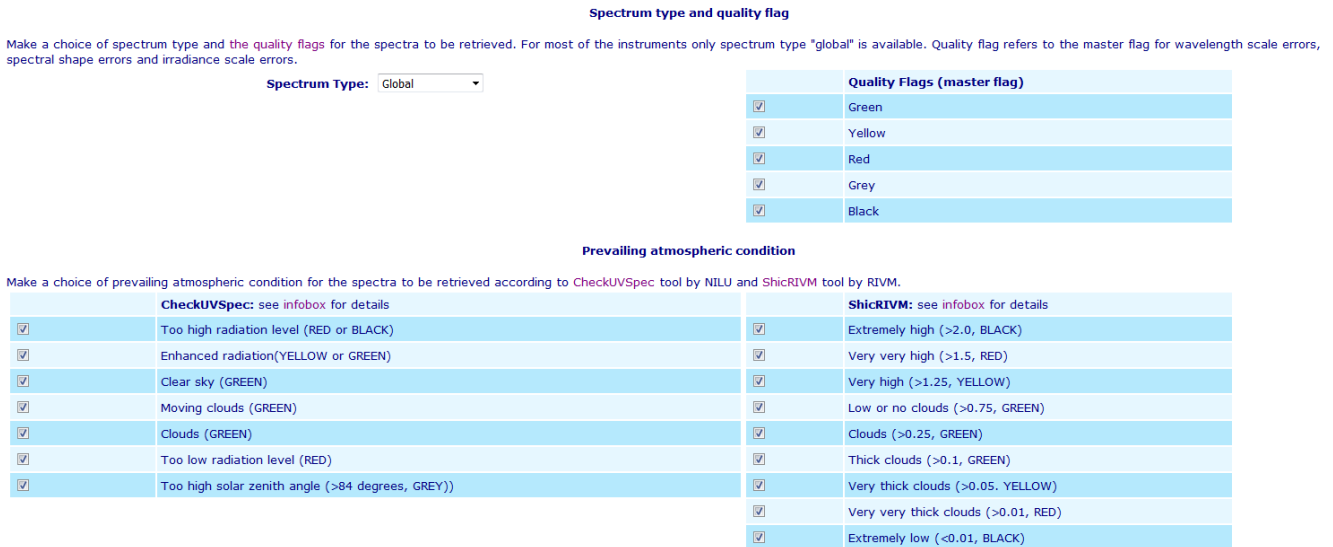 Spectrum type and quality flag
Make a choice of spectrum type and the quality flags for the spectra to be retrieved. For most of the instruments only spectrum type "global" is available. Quality flag refers to the master flag for wavelength scale errors,
spectral shape errors and irradiance scale errors.
Spectrum Type: Global
Quality Flags (master flag)
Green
Yellow
Red
Grey
Black
Prevailing atmospheric condition
Make a choice of prevailing atmospheric condition for the spectra to be retrieved according to CheckUVSpec tool by NILU and ShicRIVM tool by RIVM.
CheckUVSpec: see infobox for details
Too high radiation level (RED or BLACK)
Enhanced radiation(YELLOW or GREEN)
Clear sky (GREEN)
Moving clouds (GREEN)
Clouds (GREEN)
Too low radiation level (RED)
Too high solar zenith angle (>84 degrees, GREY))
ShicRIVM: see infobox for details
Extremely high (>2.0, BLACK)
Very very high (>1.5, RED)
Very high (>1.25, YELLOW)
Low or no clouds (>0.75, GREEN)
Clouds (>0.25, GREEN)
Thick clouds (>0.1, GREEN)
Very thick clouds (>0.05. YELLOW)
Very very thick clouds (>0.01, RED)
Extremely low (<0.01, BLACK)